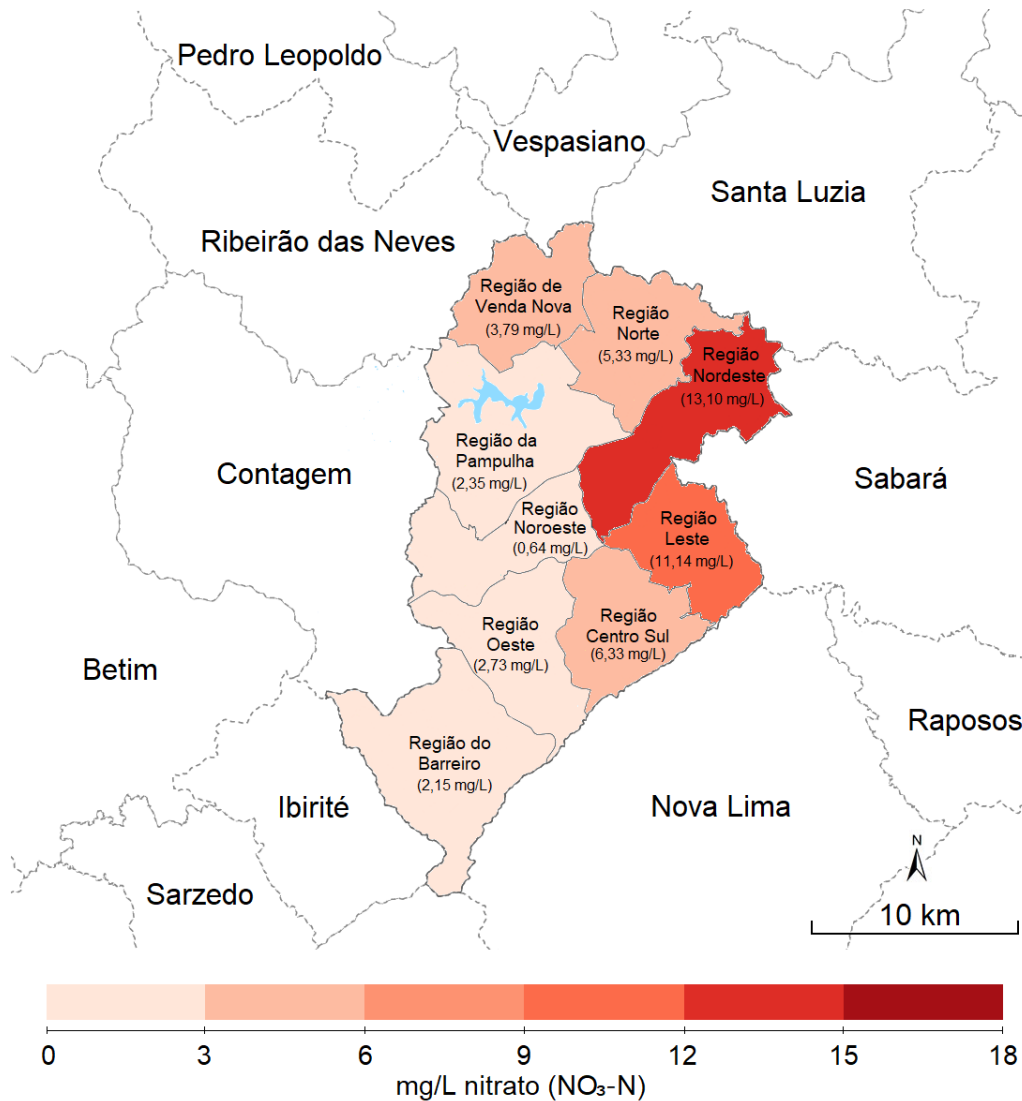 Pedro Leopoldo
Vespasiano
Santa Luzia
Ribeirão das Neves
Região de
Venda Nova
(3,79 mg/L)
Região
Norte
(5,33 mg/L)
Região
Nordeste
(13,10 mg/L)
Região da
Pampulha
(2,35 mg/L)
Contagem
Sabará
Região
Noroeste
(0,64 mg/L)
Região
Leste
(11,14 mg/L)
Região
Oeste
(2,73 mg/L)
Região
Centro Sul
(6,33 mg/L)
Betim
Raposos
Região do
Barreiro
(2,15 mg/L)
Ibirité
Nova Lima
Sarzedo
N
10 km
0 3 6 9 12 15 18
mg/L nitrato (NO₃-N)